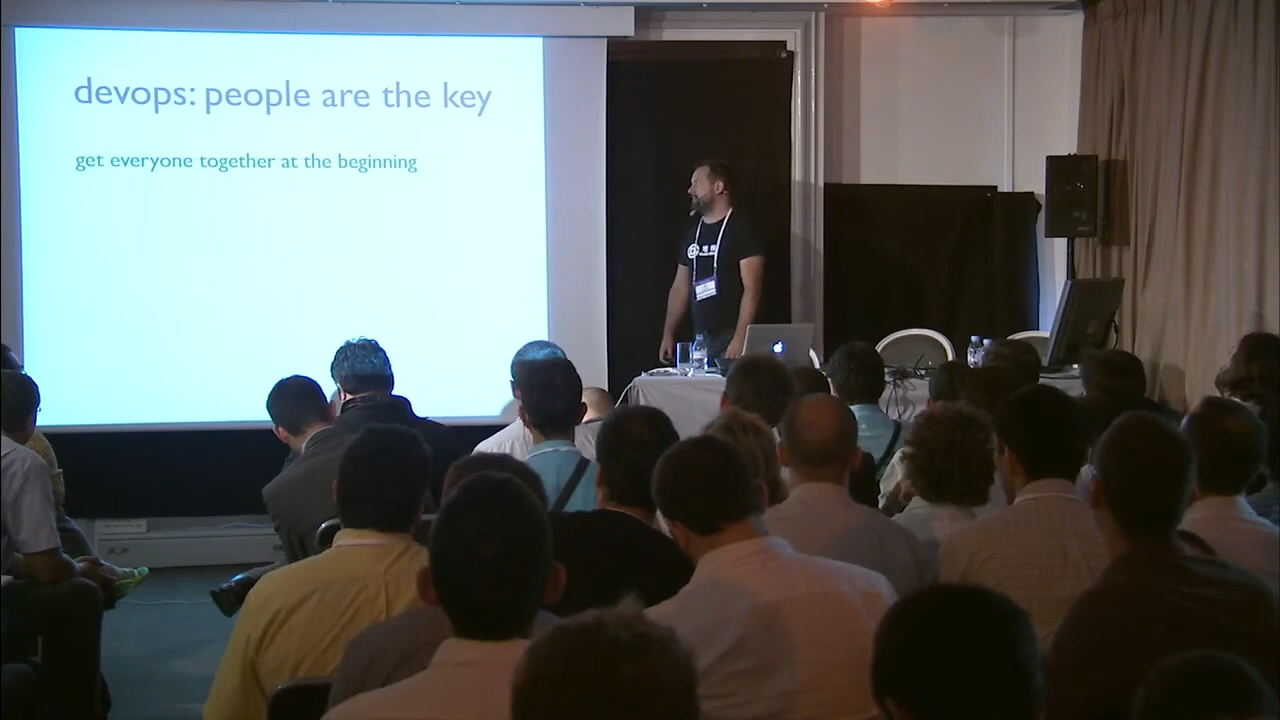 devops: people are the key
get everyone together at the beginning